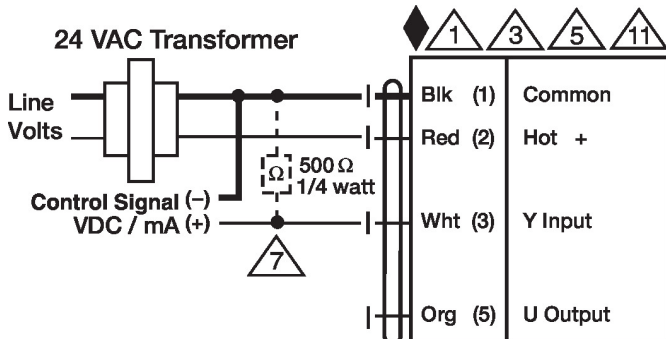 1 3 5 11
24 VAC Transformer
Line
Volts
Blk (1) Common
Red (2) Hot +
Ω 500 Ω
1/4 watt
Control Signal (–)
VDC / mA (+)
Wht (3) Y Input
7
Org (5) U Output